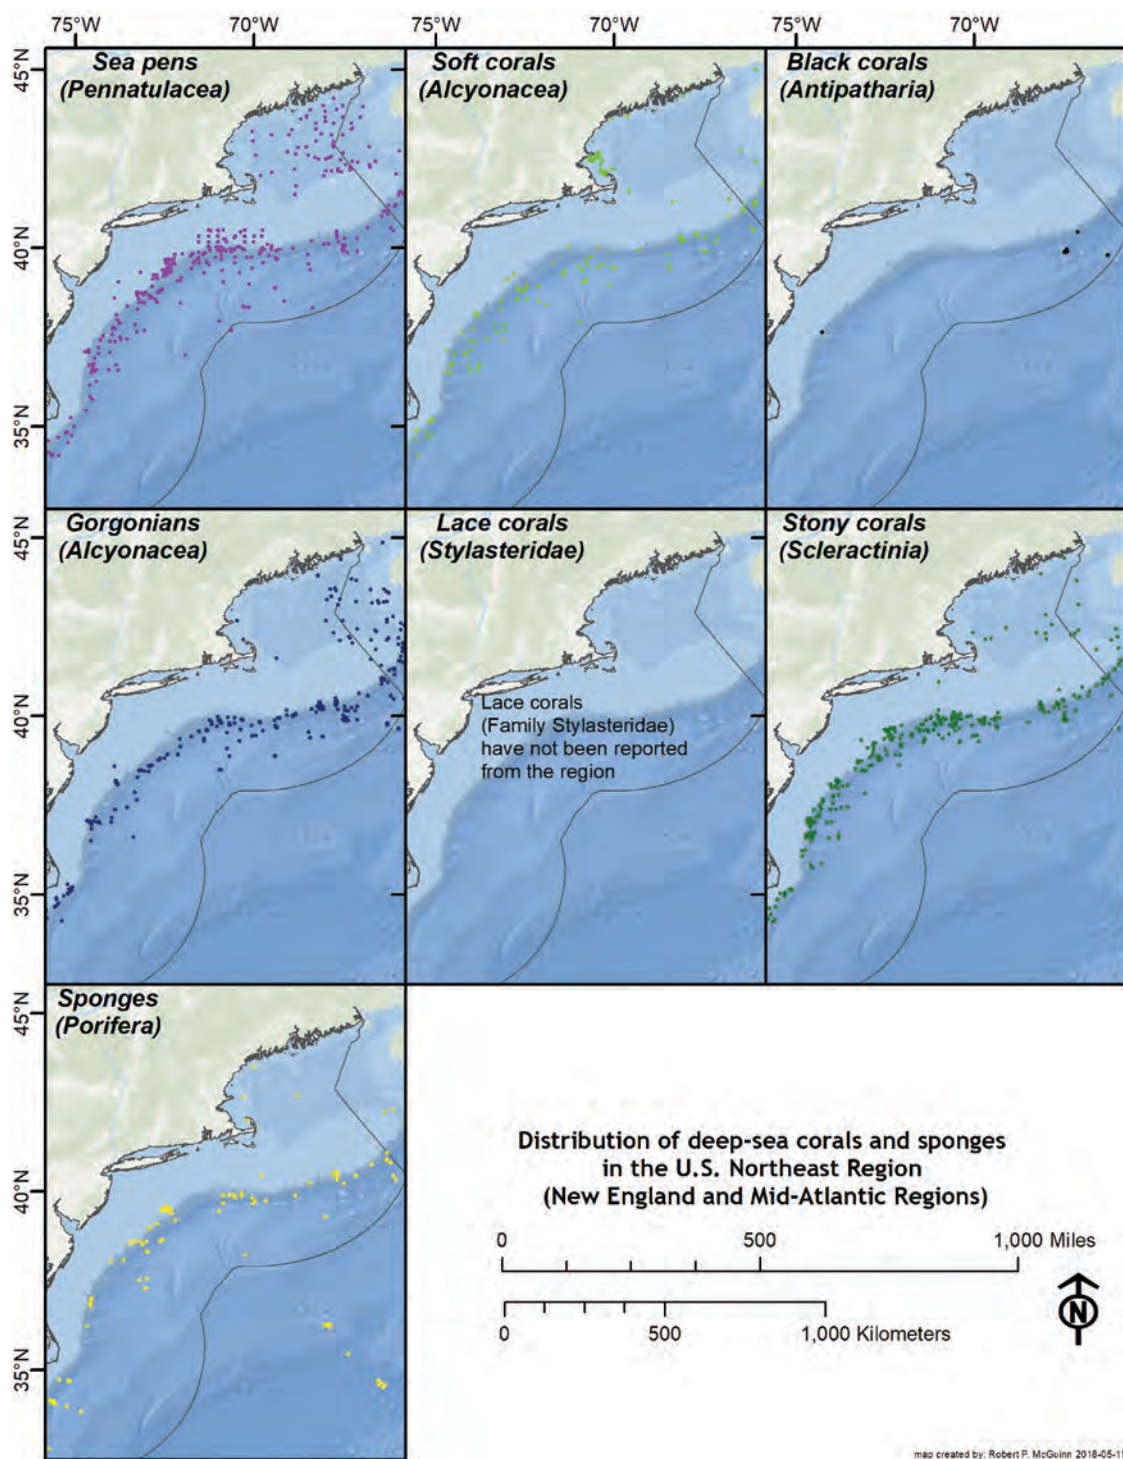 75°W 70°W 75°W 70°W 75°W 70°W
45°N
40°N
35°N
Sea pens
(Pennatulacea)
Soft corals
(Alcyonacea)
Black corals
(Antipatharia)
45°N
40°N
35°N
Gorgonians
(Alcyonacea)
Lace corals
(Stylasteridae)
Lace corals
(Family Stylasteridae)
have not been reported
from the region
Stony corals
(Scleractinia)
45°N
40°N
35°N
Sponges
(Porifera)
Distribution of deep-sea corals and sponges
in the U.S. Northeast Region
(New England and Mid-Atlantic Regions)
0 500 1,000 Miles
0 500 1,000 Kilometers
N
map created by: Robert P. McGuinn 2018-05-11